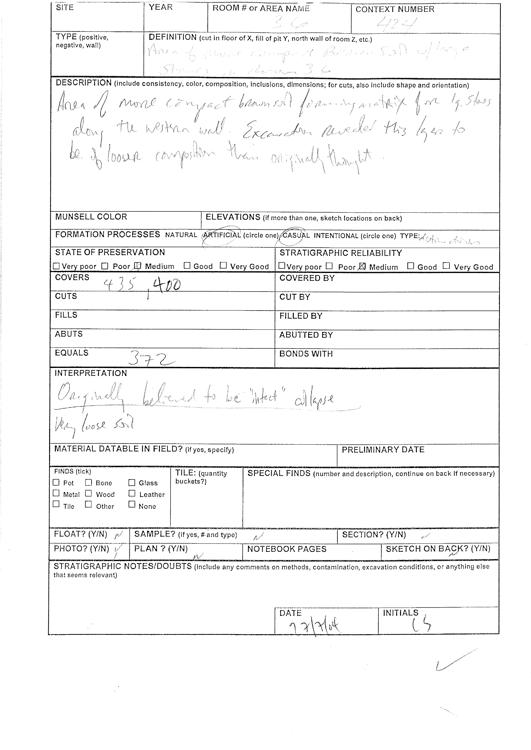 SITE YEAR ROOM # or AREA NAME CONTEXT NUMBER
36 424
TYPE (positive, negative, wall) DEFINITION (cut in floor of X, fill of pit Y, north wall of room Z, etc.)
Area of more compact Brown Soil w/ large
36
DESCRIPTION (include consistency, color, composition, inclusions, dimensions; for cuts, also include shape and orientation)
Area of more compact brown soil forming matrix for lg. stones
along the western wall. Excavation revealed this layer to
be of looser composition than originally thought.
MUNSELL COLOR ELEVATIONS (if more than one, sketch locations on back)
FORMATION PROCESSES NATURAL ARTIFICIAL (circle one) CASUAL INTENTIONAL (circle one) TYPE:
STATE OF PRESERVATION STRATIGRAPHIC RELIABILITY
Very poor Poor Medium Good Very Good Very poor Poor Medium Good Very Good
COVERS 435, 400 COVERED BY
CUTS CUT BY
FILLS FILLED BY
ABUTS ABUTTED BY
EQUALS 372 BONDS WITH
INTERPRETATION
Originally believed to be "intact" collapse
Very loose soil
MATERIAL DATABLE IN FIELD? (if yes, specify) PRELIMINARY DATE
FINDS (tick) TILE: (quantity buckets?) SPECIAL FINDS (number and description, continue on back if necessary)
Pot Bone Glass
Metal Wood Leather
Tile Other None
FLOAT? (Y/N) N SAMPLE? (if yes, # and type) N SECTION? (Y/N)
PHOTO? (Y/N) Y PLAN ? (Y/N) N NOTEBOOK PAGES SKETCH ON BACK? (Y/N)
STRATIGRAPHIC NOTES/DOUBTS (include any comments on methods, contamination, excavation conditions, or anything else
that seems relevant)
DATE INITIALS
27/7/04 CS